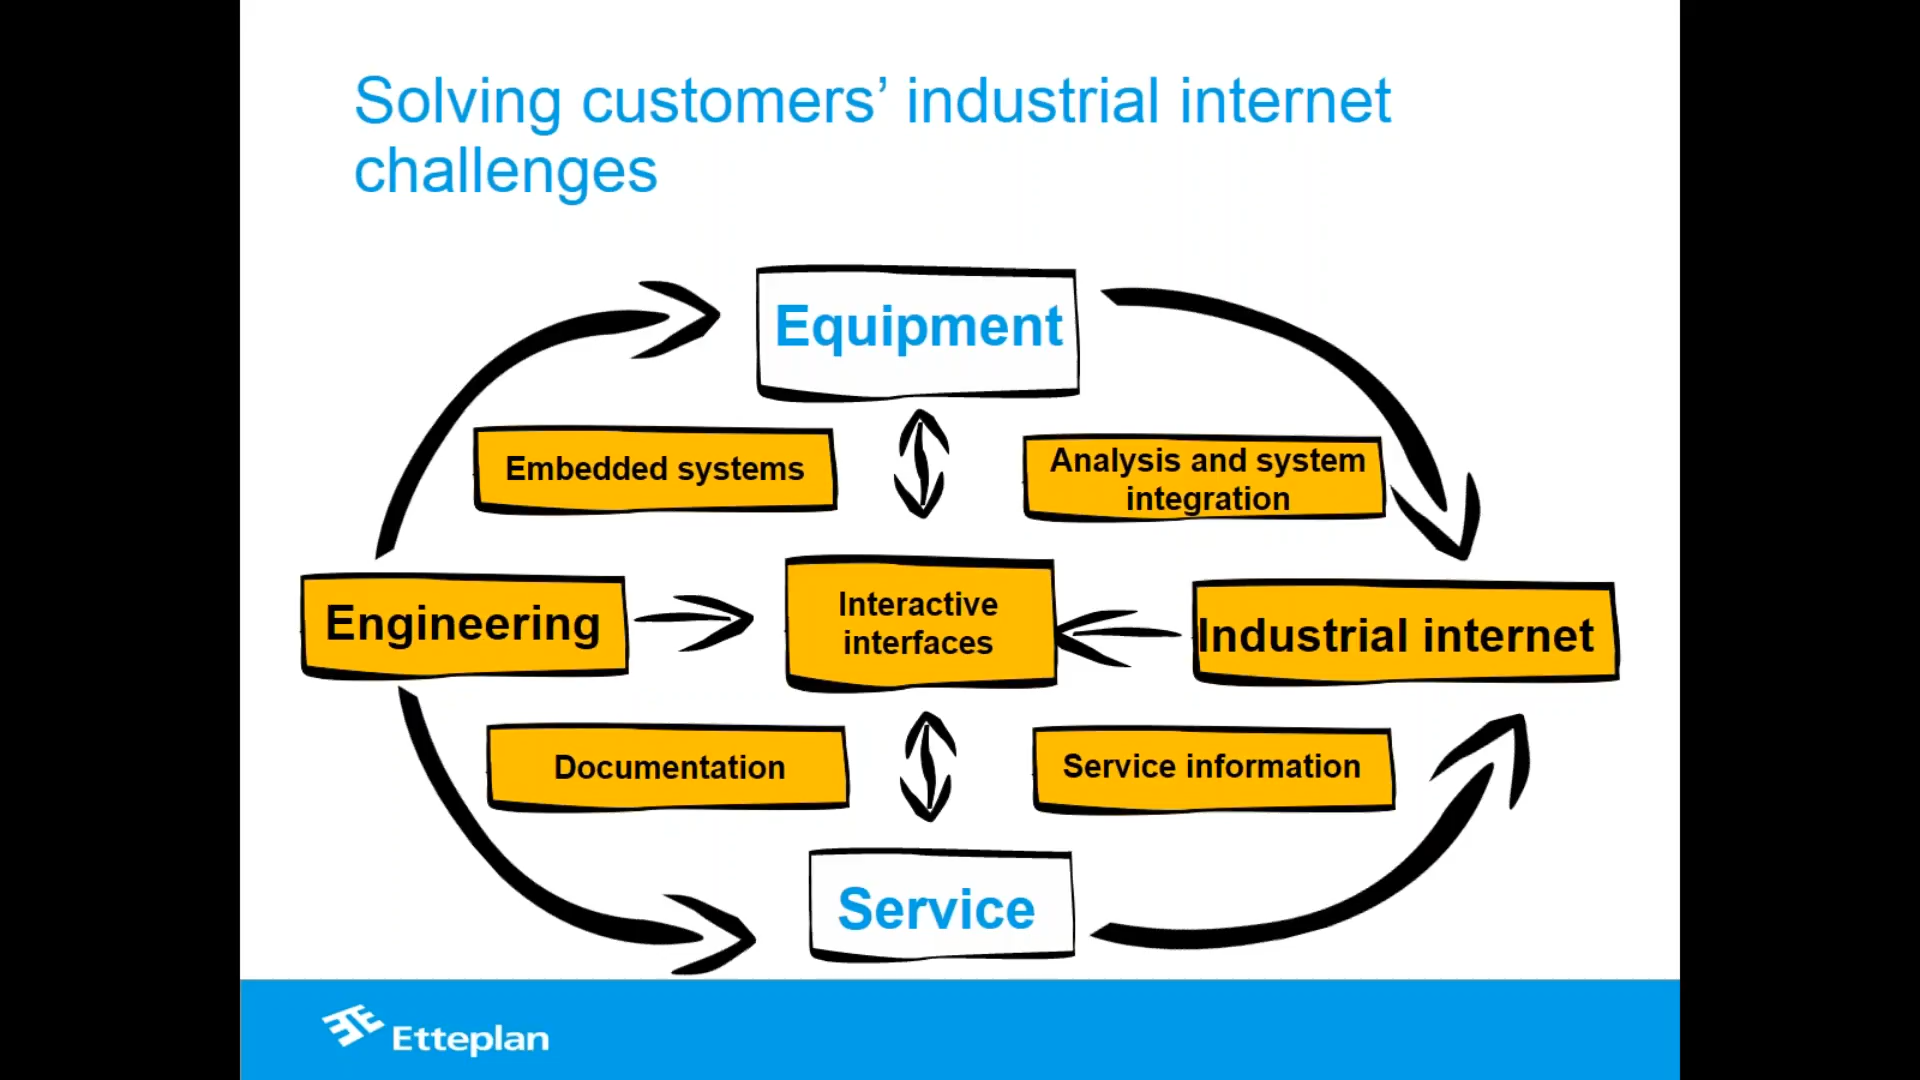 Solving customers’ industrial internet
challenges
Equipment
Embedded systems
Analysis and system
integration
Engineering
Interactive
interfaces
Industrial internet
Documentation
Service information
Service
Etteplan